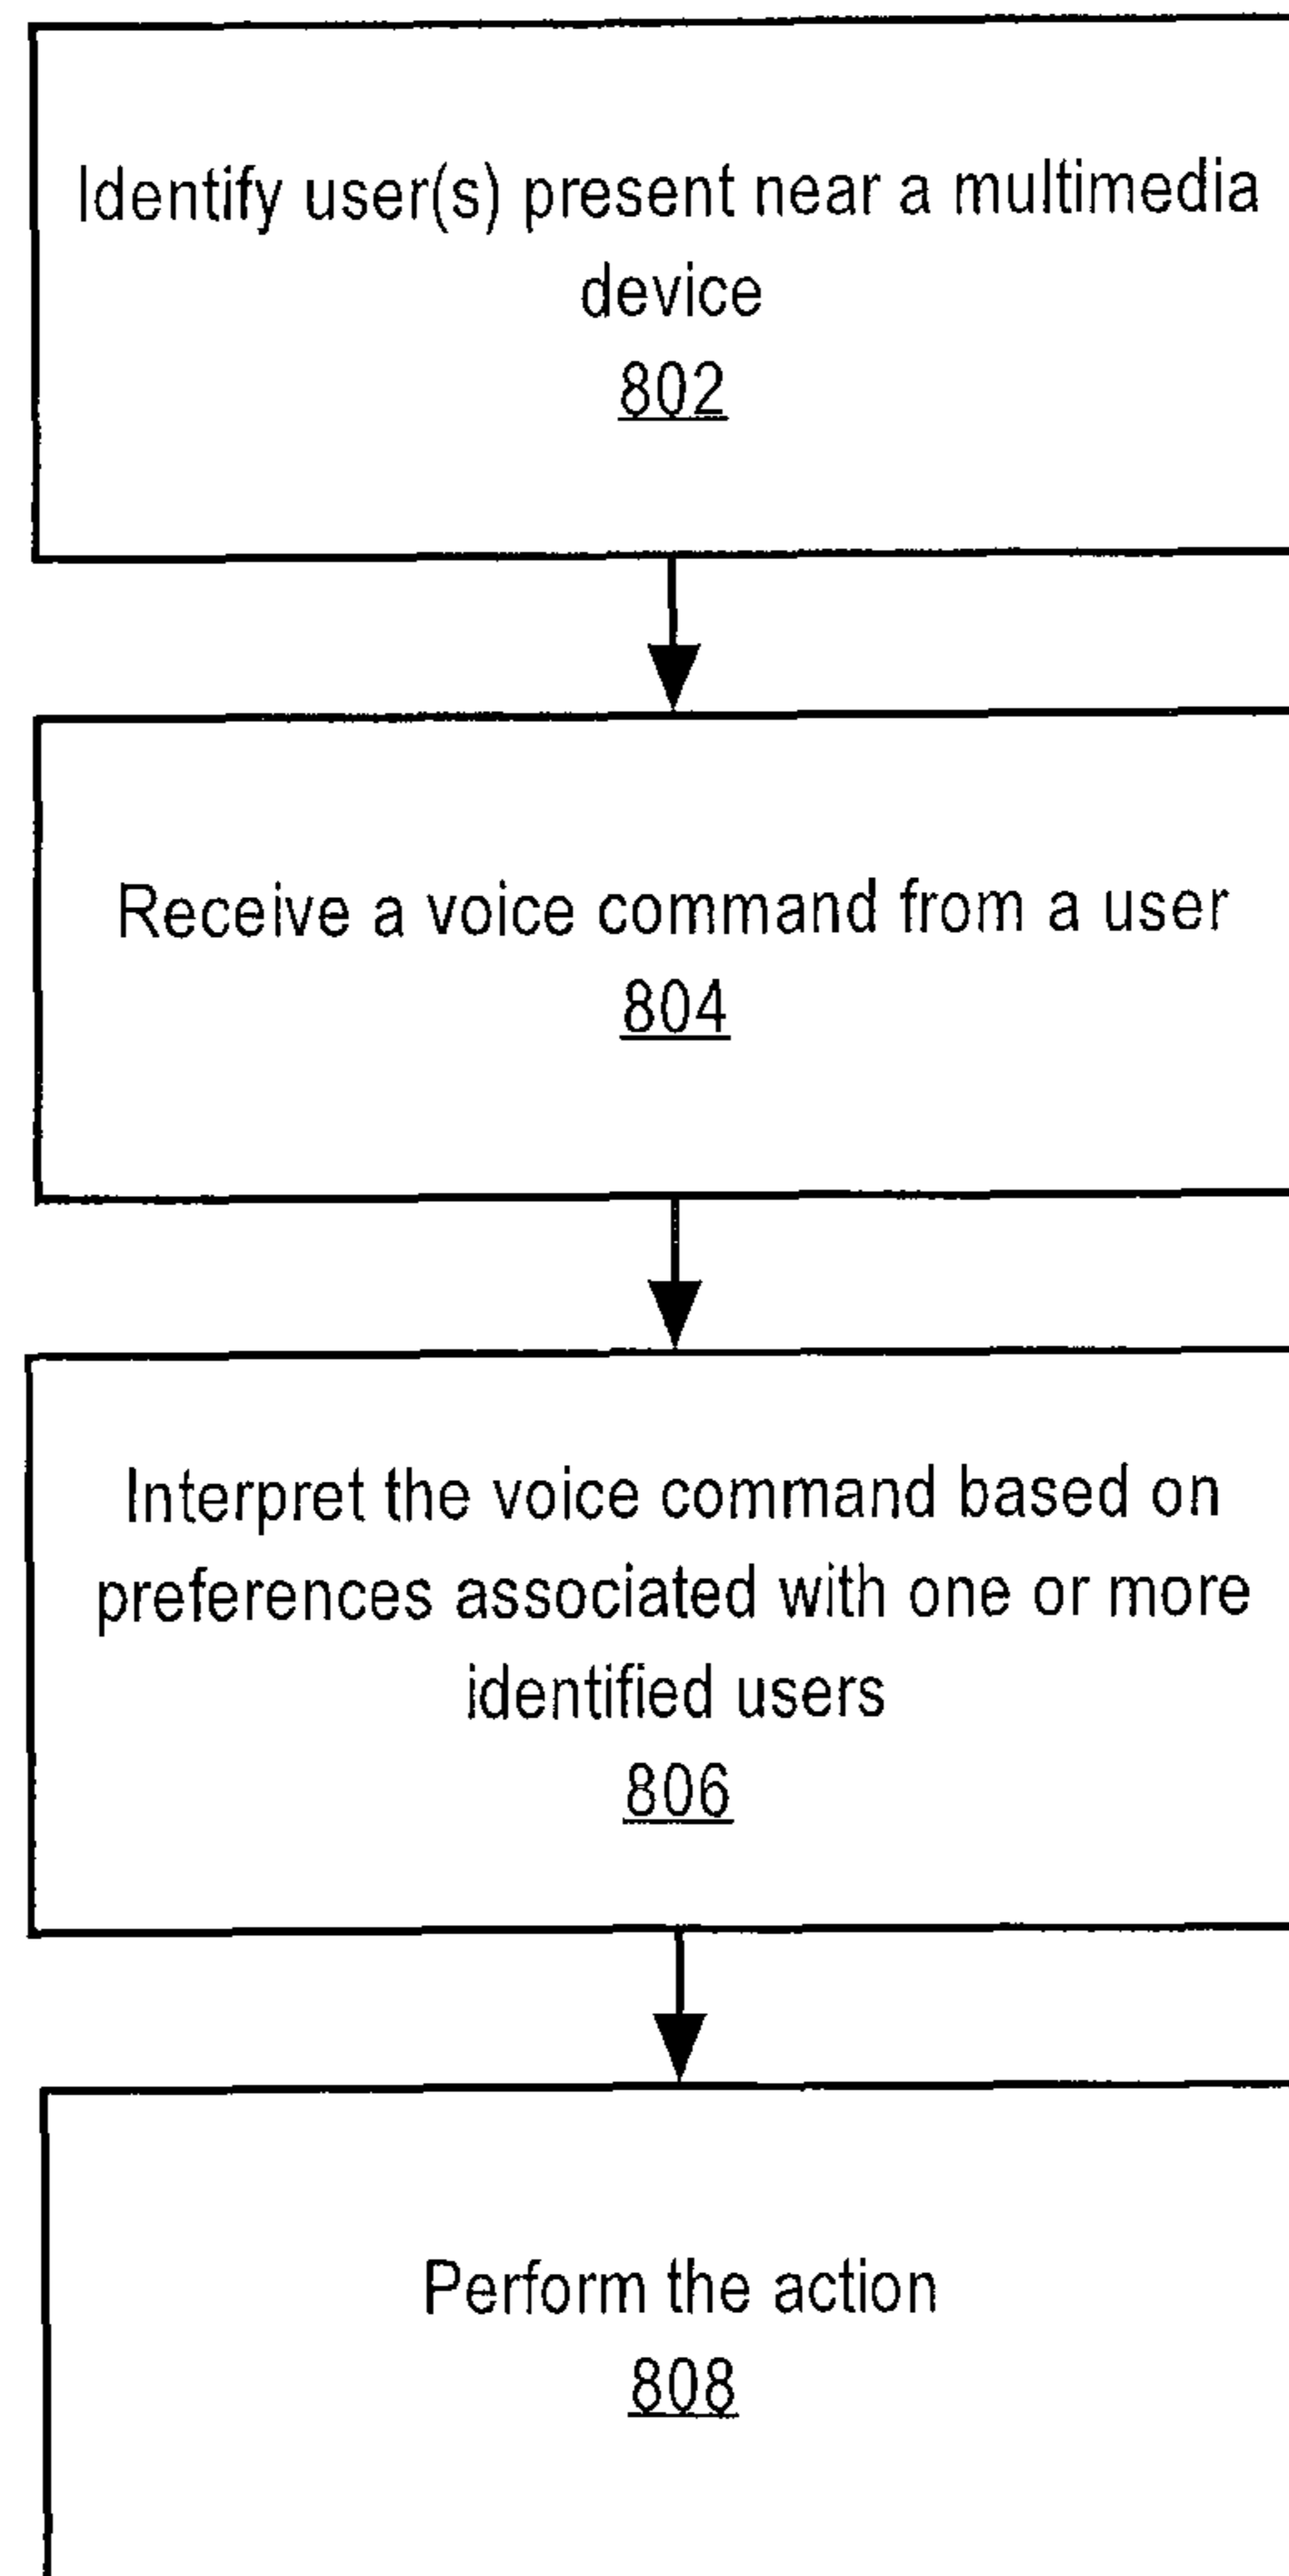 Identify user(s) present near a multimedia
device
802
Receive a voice command from a user
804
Interpret the voice command based on
preferences associated with one or more
identified users
806
Perform the action
808